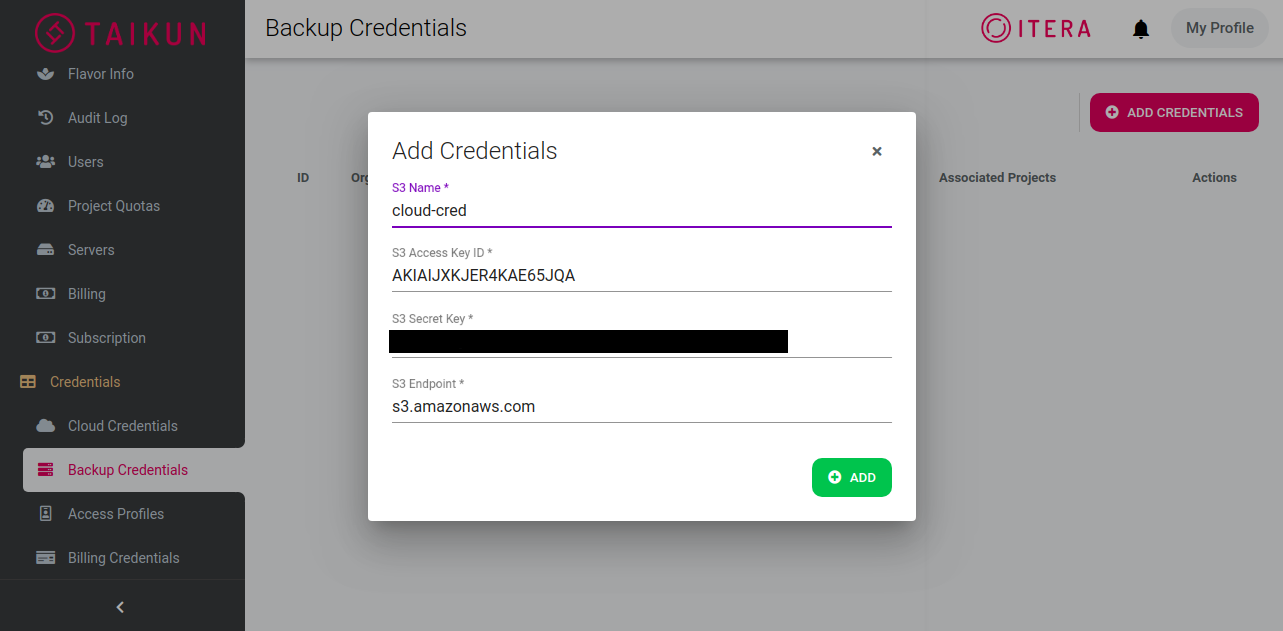 TAIKUN
Flavor Info
Audit Log
Users
Project Quotas
Servers
Billing
Subscription
Credentials
Cloud Credentials
Backup Credentials
Access Profiles
Billing Credentials
Backup Credentials
ITERA
My Profile
ADD CREDENTIALS
ID
Associated Projects
Actions
Add Credentials
S3 Name *
cloud-cred
S3 Access Key ID *
AKIAIJXKJER4KAE65JQA
S3 Secret Key *
S3 Endpoint *
s3.amazonaws.com
ADD